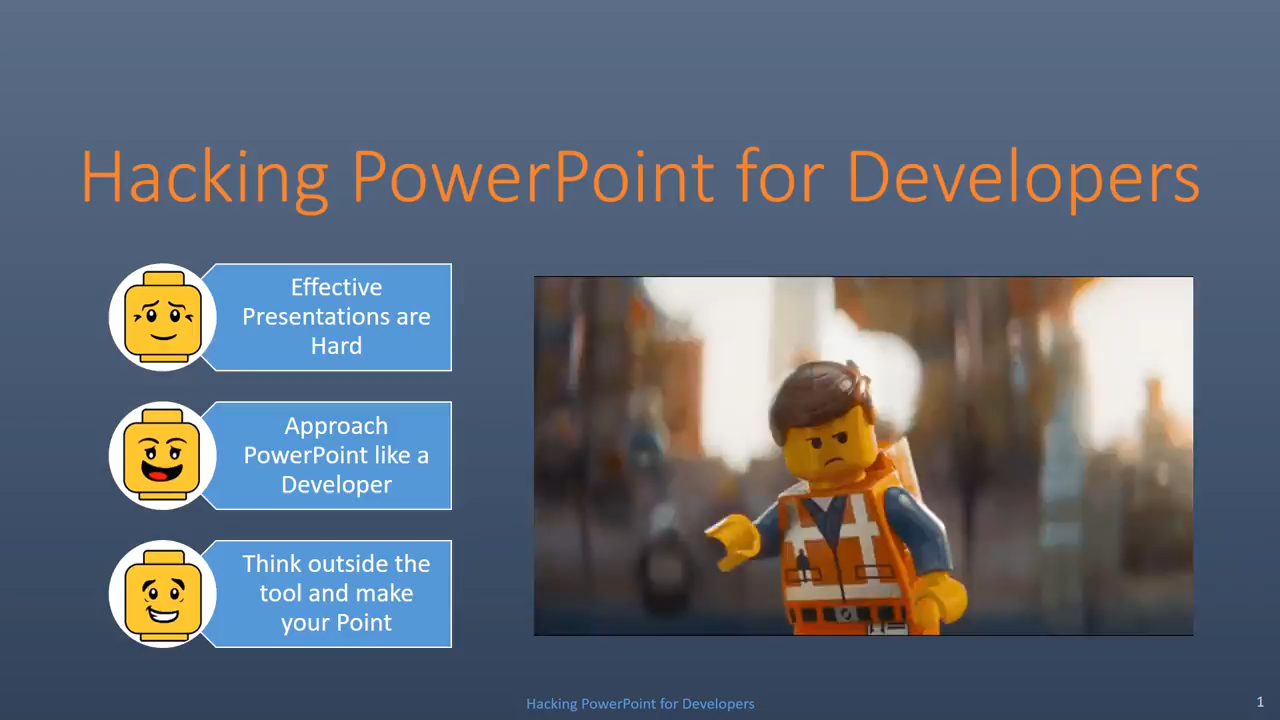 Hacking PowerPoint for Developers
Effective
Presentations are
Hard
Approach
PowerPoint like a
Developer
Think outside the
tool and make
your Point
Hacking PowerPoint for Developers
1